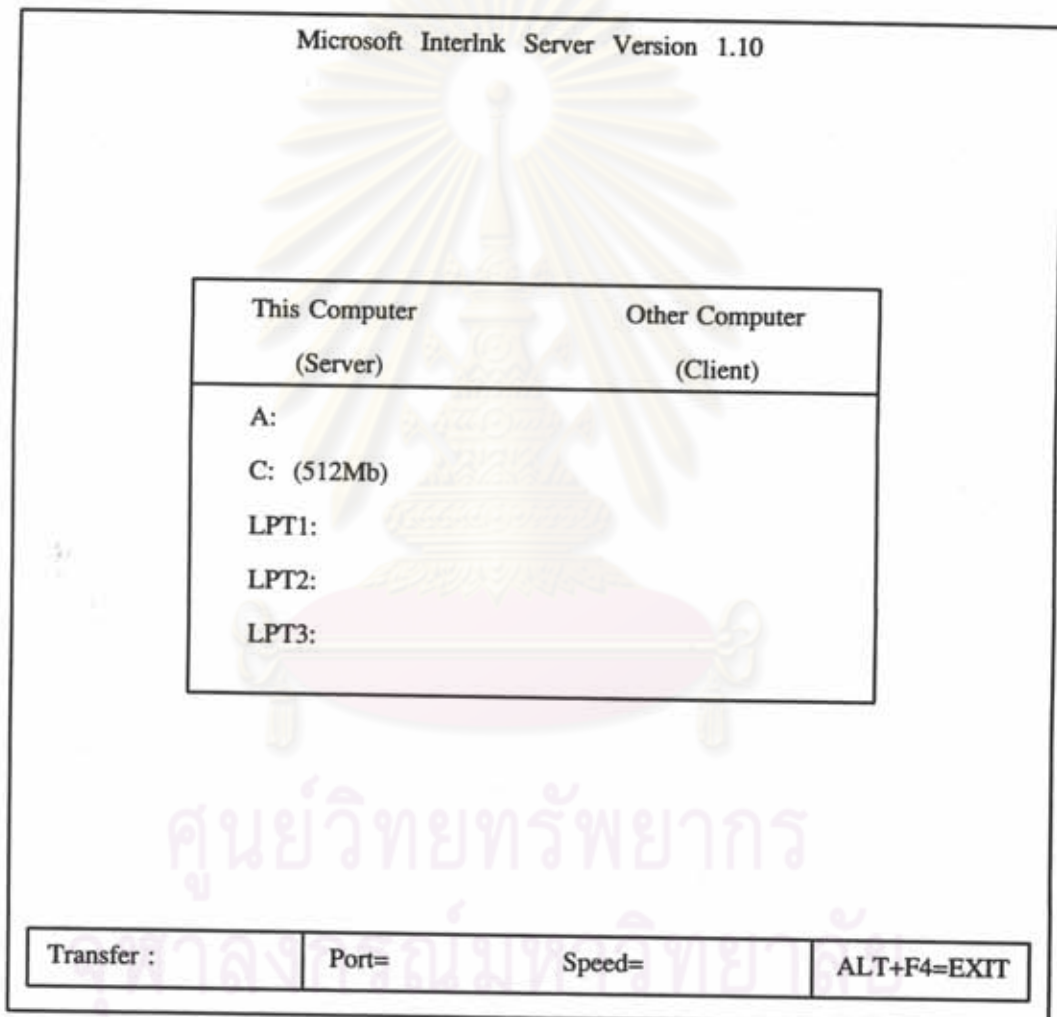 Microsoft Interlnk Server Version 1.10
This Computer Other Computer
(Server) (Client)
A:
C: (512Mb)
LPT1:
LPT2:
LPT3:
ศูนย์วิทยทรัพยากร
จุฬาลงกรณ์มหาวิทยาลัย
Transfer : Port= Speed= ALT+F4=EXIT